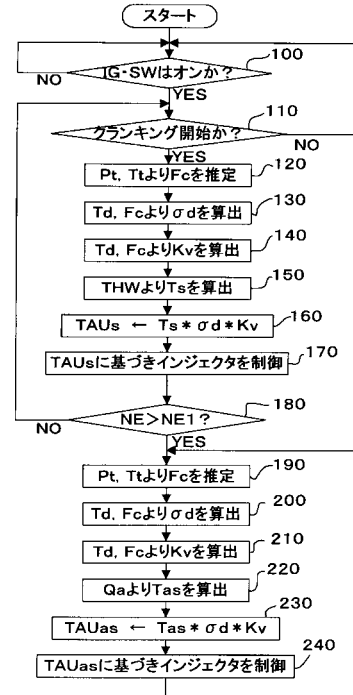 スタート
IG・SWはオンか？
100
NO
YES
クランキング開始か？
110
NO
YES
Pt, TtよりFcを推定
120
Td, Fcよりσdを算出
130
Td, FcよりKvを算出
140
THWよりTsを算出
150
TAUs ← Ts＊σd＊Kv
160
TAUsに基づきインジェクタを制御
170
NE＞NE1？
180
NO
YES
Pt, TtよりFcを推定
190
Td, Fcよりσdを算出
200
Td, FcよりKvを算出
210
QaよりTasを算出
220
TAUas ← Tas＊σd＊Kv
230
TAUasに基づきインジェクタを制御
240